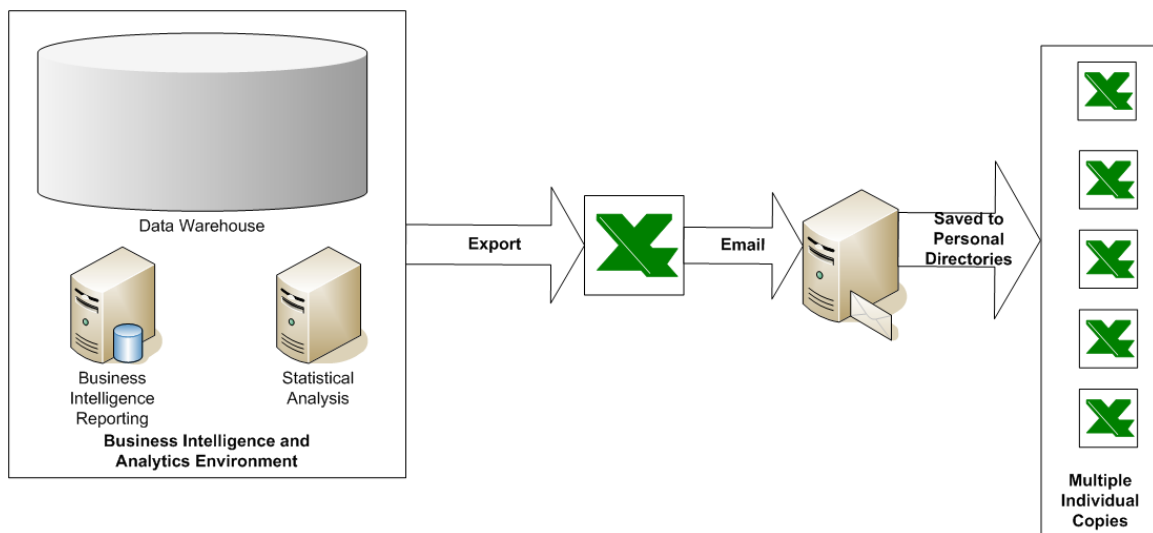 Data Warehouse
Business
Intelligence
Reporting
Statistical
Analysis
Business Intelligence and
Analytics Environment
Export
Email
Saved to
Personal
Directories
Multiple
Individual
Copies